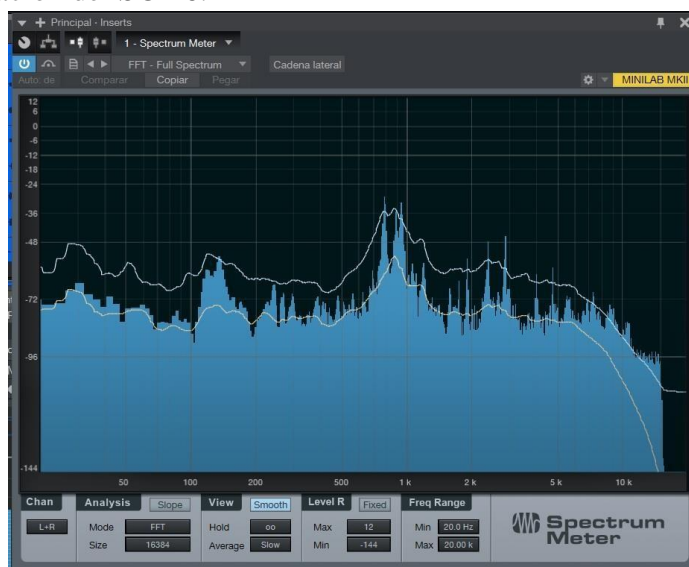 Principal - Inserts
1 - Spectrum Meter
FFT - Full Spectrum
Cadena lateral
Auto: de
Comparar
Copiar
Pegar
MINILAB MKII
12
6
0
-6
-12
-18
-24
-36
-48
-72
-96
-144
50 100 200 500 1 k 2 k 5 k 10 k
Chan Analysis Slope View Smooth Level R Fixed Freq Range
L+R Mode FFT Hold oo Max 12 Min 20.0 Hz
Size 16384 Average Slow Min -144 Max 20.00 k
Spectrum
Meter